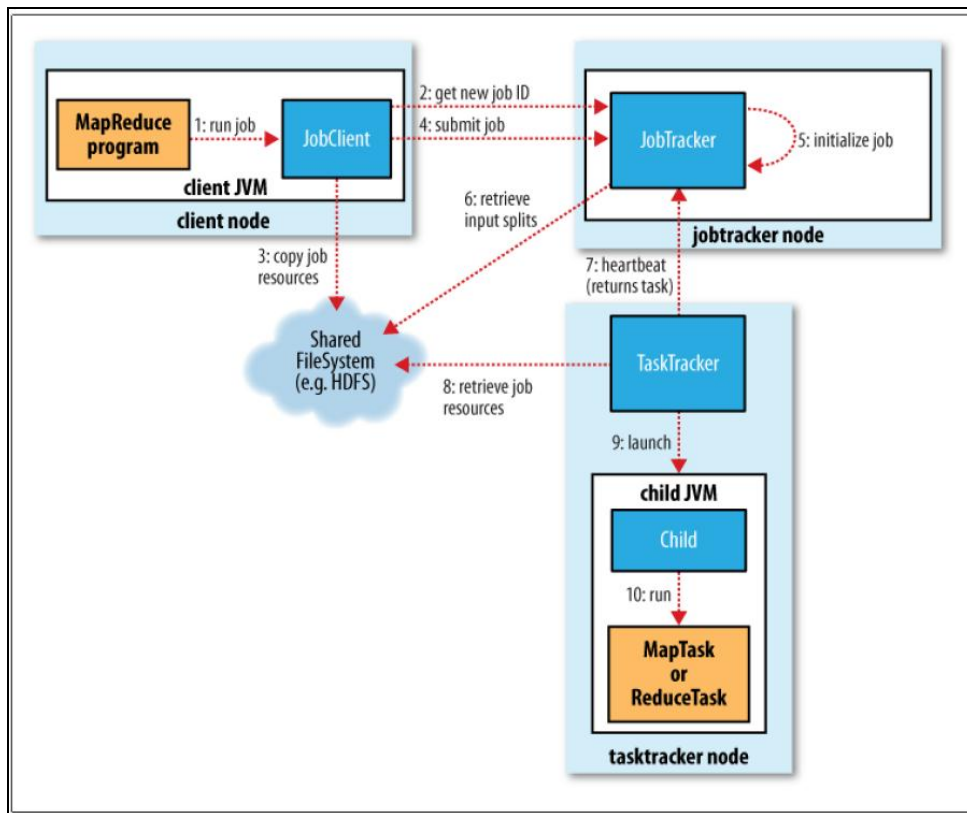 MapReduce
program
1: run job
JobClient
client JVM
client node
2: get new job ID
4: submit job
JobTracker
5: initialize job
jobtracker node
3: copy job
resources
6: retrieve
input splits
7: heartbeat
(returns task)
Shared
FileSystem
(e.g. HDFS)
8: retrieve job
resources
TaskTracker
9: launch
child JVM
Child
10: run
MapTask
or
ReduceTask
tasktracker node